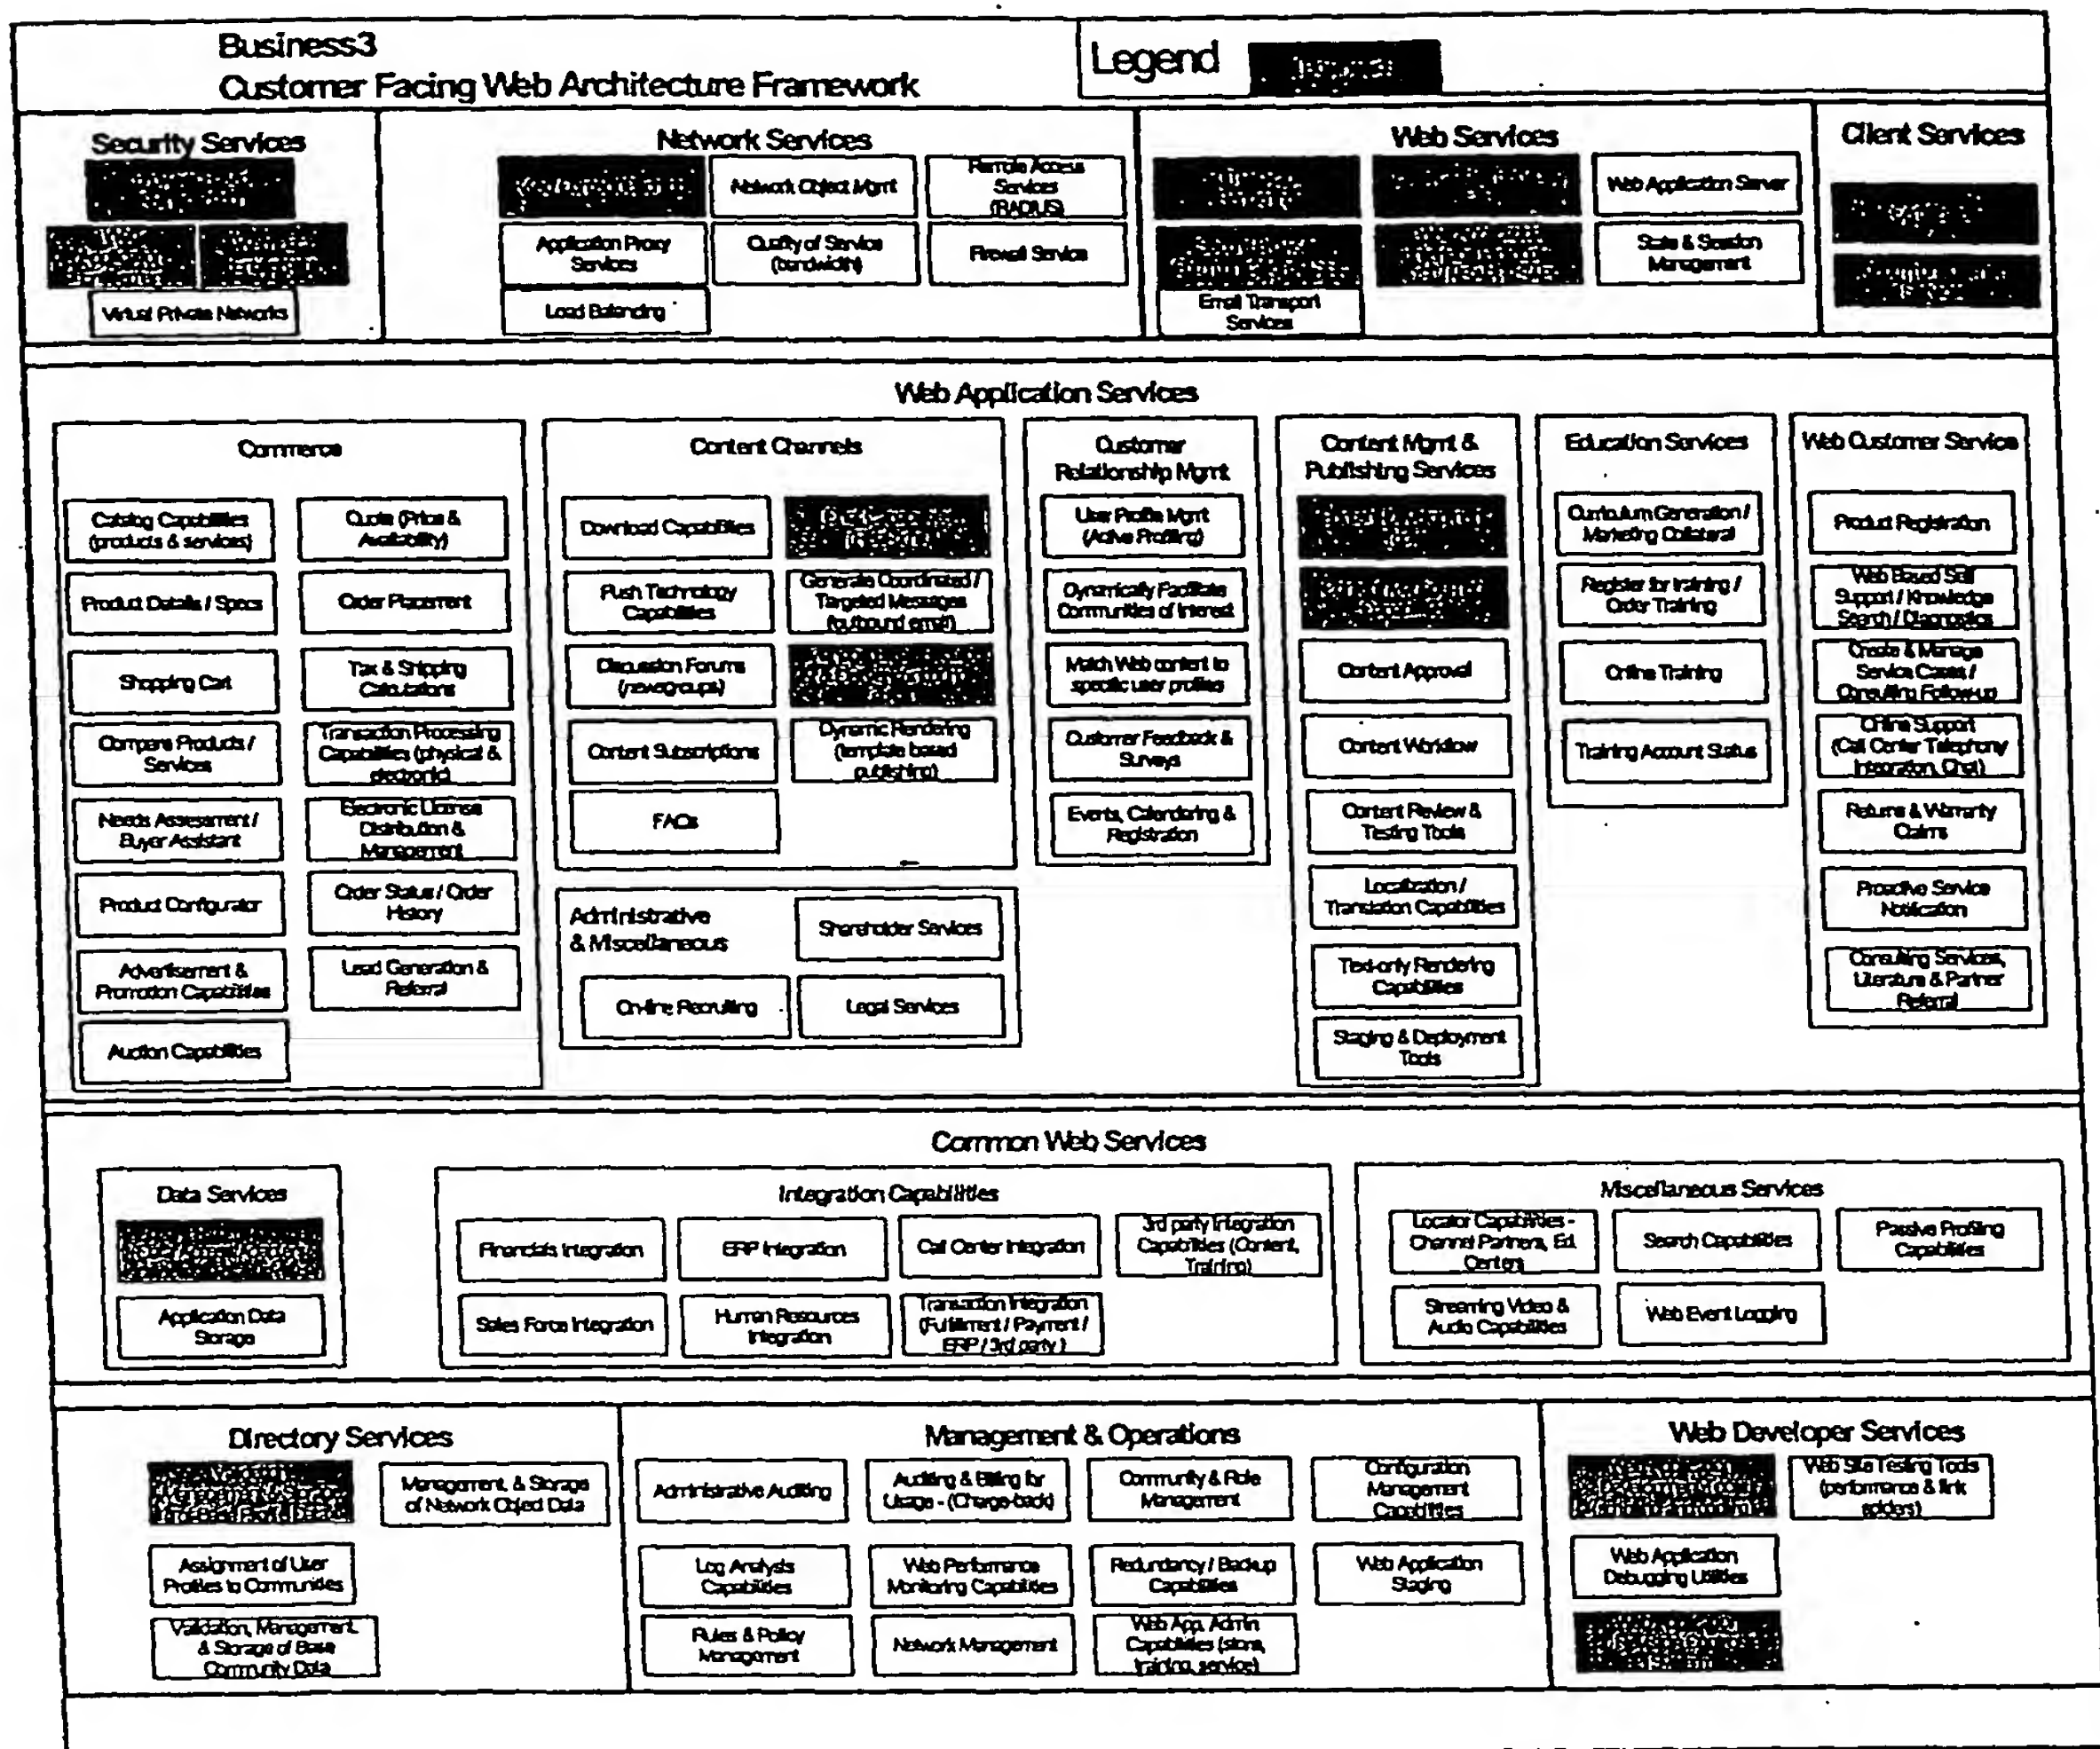 Business3
Customer Facing Web Architecture Framework
Legend
Security Services
Virtual Private Networks
Network Services
Network Object Mgmt
Remote Access
Services
(RADIUS)
Application Proxy
Services
Quality of Service
(bandwidth)
Firewall Service
Load Balancing
Web Services
Web Application Server
State & Session
Management
Email Transport
Services
Client Services
Web Application Services
Commerce
Catalog Capabilities
(products & services)
Quote (Price &
Availability)
Product Details / Specs
Order Placement
Shopping Cart
Tax & Shipping
Calculations
Compare Products /
Services
Transaction Processing
Capabilities (physical &
electronic)
Needs Assessment /
Buyer Assistant
Electronic License
Distribution &
Management
Product Configurator
Order Status / Order
History
Advertisement &
Promotion Capabilities
Lead Generation &
Referral
Auction Capabilities
Content Channels
Download Capabilities
Push Technology
Capabilities
Generate Coordinated /
Targeted Messages
(outbound email)
Discussion Forums
(newsgroups)
Content Subscriptions
Dynamic Rendering
(template based
publishing)
FAQs
Administrative
& Miscellaneous
Shareholder Services
On-line Recruiting
Legal Services
Customer
Relationship Mgmt
User Profile Mgmt
(Active Profiling)
Dynamically Facilitate
Communities of Interest
Match Web content to
specific user profiles
Customer Feedback &
Surveys
Events, Calendaring &
Registration
Content Mgmt &
Publishing Services
Content Approval
Content Workflow
Content Review &
Testing Tools
Localization /
Translation Capabilities
Text-only Rendering
Capabilities
Staging & Deployment
Tools
Education Services
Curriculum Generation /
Marketing Collateral
Register for training /
Order Training
Online Training
Training Account Status
Web Customer Service
Product Registration
Web Based Self
Support / Knowledge
Search / Diagnostics
Create & Manage
Service Cases /
Consulting Follow-up
Offline Support
(Call Center Telephony
Integration, Chat)
Returns & Warranty
Claims
Proactive Service
Notification
Consulting Services,
Literature & Partner
Referral
Common Web Services
Data Services
Application Data
Storage
Integration Capabilities
Financials Integration
ERP Integration
Call Center Integration
3rd party Integration
Capabilities (Content,
Training)
Sales Force Integration
Human Resources
Integration
Transaction Integration
(Fulfillment / Payment /
ERP / 3rd party)
Miscellaneous Services
Locator Capabilities -
Channel Partners, Ed.
Centers
Search Capabilities
Passive Profiling
Capabilities
Streaming Video &
Audio Capabilities
Web Event Logging
Directory Services
Management, & Storage
of Network Object Data
Assignment of User
Profiles to Communities
Validation, Management,
& Storage of Base
Community Data
Management & Operations
Administrative Auditing
Auditing & Billing for
Usage - (Charge-back)
Community & Role
Management
Configuration
Management
Capabilities
Log Analysis
Capabilities
Web Performance
Monitoring Capabilities
Redundancy / Backup
Capabilities
Web Application
Staging
Rules & Policy
Management
Network Management
Web App. Admin
Capabilities (store,
training, service)
Web Developer Services
Web Site Testing Tools
(performance & link
spiders)
Web Application
Debugging Utilities